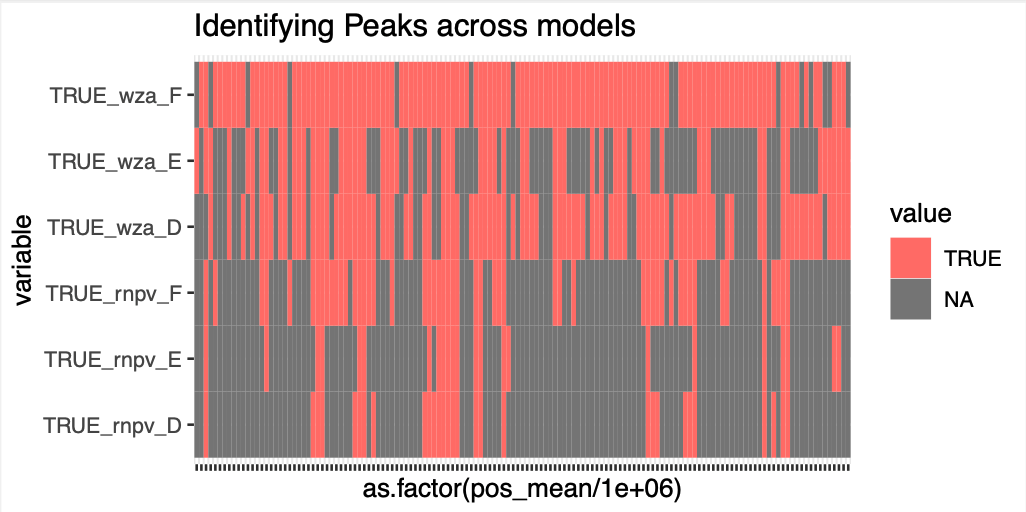 Identifying Peaks across models
TRUE_wza_F
TRUE_wza_E
TRUE_wza_D
TRUE_rnpv_F
TRUE_rnpv_E
TRUE_rnpv_D
variable
as.factor(pos_mean/1e+06)
value
TRUE
NA